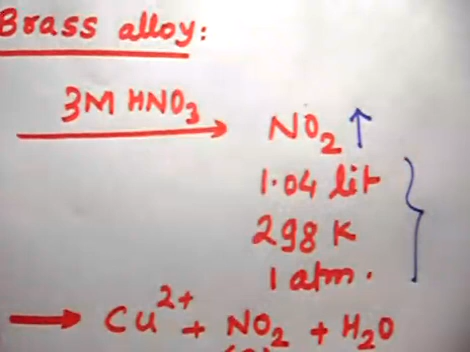 Brass alloy:
3M HNO₃
NO₂ ↑
1.04 lit
298 K
1 atm.
→ Cu²⁺ + NO₂ + H₂O